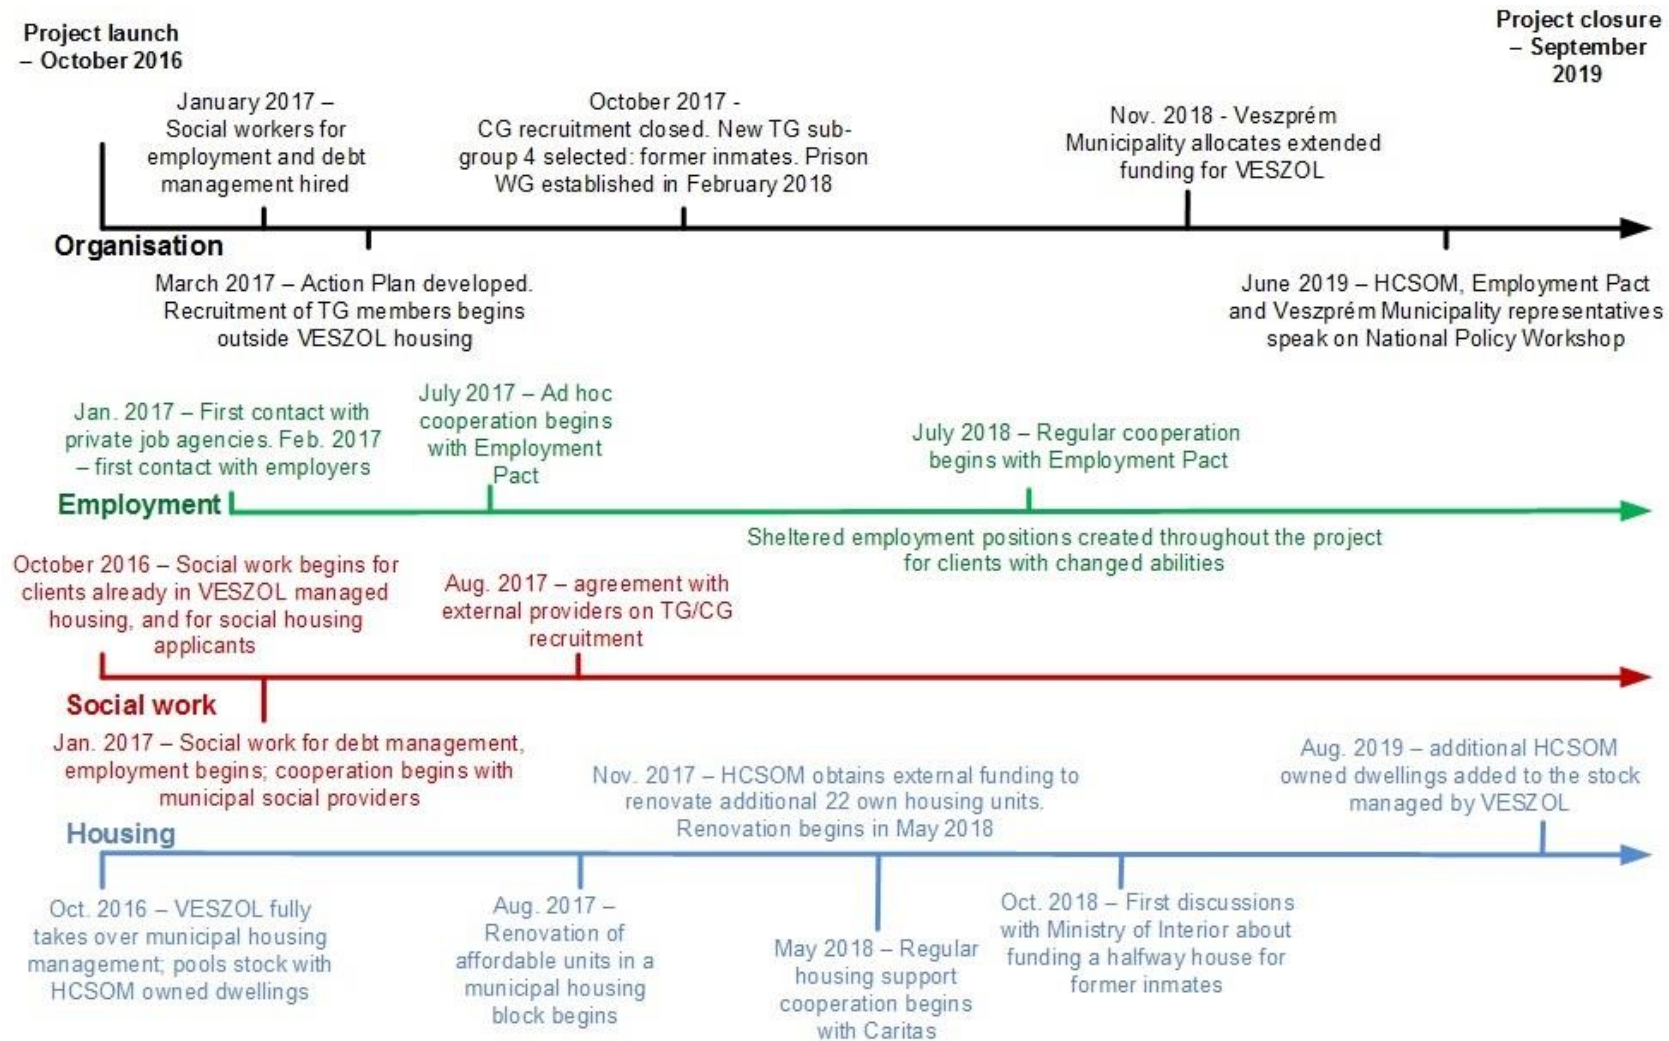 Project launch
– October 2016
Project closure
– September
2019
January 2017 –
Social workers for
employment and debt
management hired
October 2017 -
CG recruitment closed. New TG sub-
group 4 selected: former inmates. Prison
WG established in February 2018
Nov. 2018 - Veszprém
Municipality allocates extended
funding for VESZOL
Organisation
March 2017 – Action Plan developed.
Recruitment of TG members begins
outside VESZOL housing
June 2019 – HCSOM, Employment Pact
and Veszprém Municipality representatives
speak on National Policy Workshop
Jan. 2017 – First contact with
private job agencies. Feb. 2017
– first contact with employers
July 2017 – Ad hoc
cooperation begins
with Employment
Pact
July 2018 – Regular cooperation
begins with Employment Pact
Employment
Sheltered employment positions created throughout the project
for clients with changed abilities
October 2016 – Social work begins for
clients already in VESZOL managed
housing, and for social housing
applicants
Aug. 2017 – agreement with
external providers on TG/CG
recruitment
Social work
Jan. 2017 – Social work for debt management,
employment begins; cooperation begins with
municipal social providers
Nov. 2017 – HCSOM obtains external funding to
renovate additional 22 own housing units.
Renovation begins in May 2018
Aug. 2019 – additional HCSOM
owned dwellings added to the stock
managed by VESZOL
Housing
Oct. 2016 – VESZOL fully
takes over municipal housing
management; pools stock with
HCSOM owned dwellings
Aug. 2017 –
Renovation of
affordable units in a
municipal housing
block begins
May 2018 – Regular
housing support
cooperation begins
with Caritas
Oct. 2018 – First discussions
with Ministry of Interior about
funding a halfway house for
former inmates